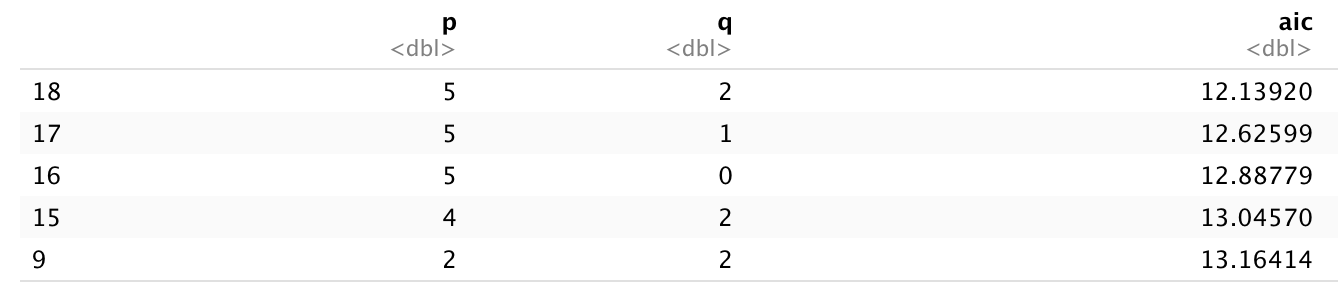 p q aic
<dbl> <dbl> <dbl>
18 5 2 12.13920
17 5 1 12.62599
16 5 0 12.88779
15 4 2 13.04570
9 2 2 13.16414